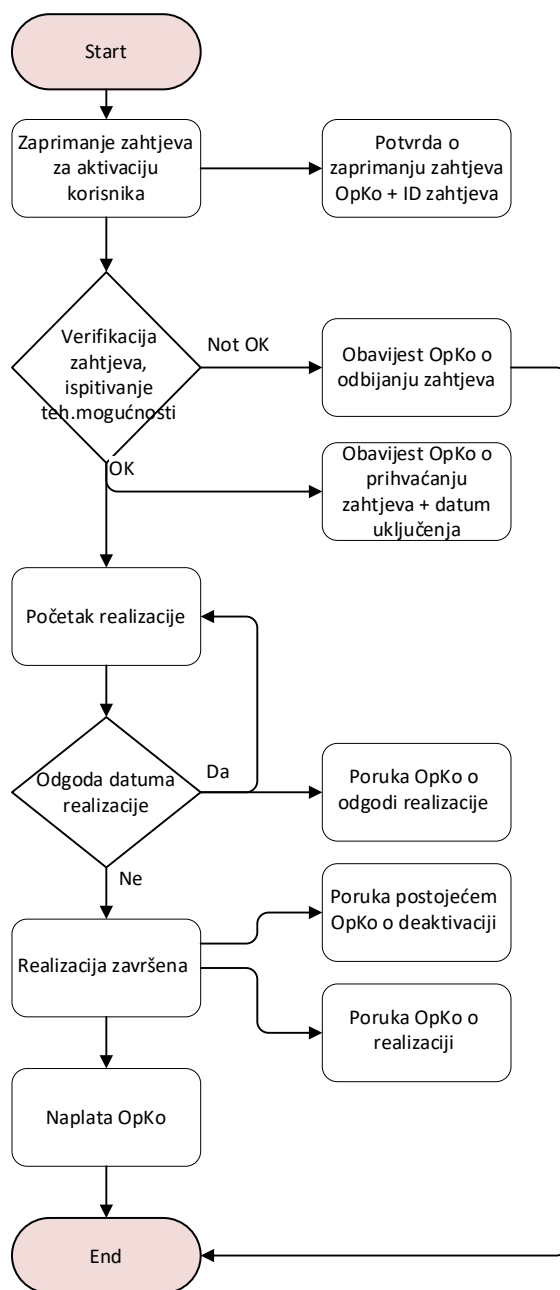 Start
Zaprimanje zahtjeva
za aktivaciju
korisnika
Potvrda o
zaprimanju zahtjeva
OpKo + ID zahtjeva
Verifikacija
zahtjeva,
ispitivanje
teh.mogućnosti
Not OK
Obavijest OpKo o
odbijanju zahtjeva
OK
Obavijest OpKo o
prihvaćanju
zahtjeva + datum
uključenja
Početak realizacije
Odgoda datuma
realizacije
Da
Poruka OpKo o
odgodi realizacije
Ne
Poruka postojećem
OpKo o deaktivaciji
Realizacija završena
Poruka OpKo o
realizaciji
Naplata OpKo
End